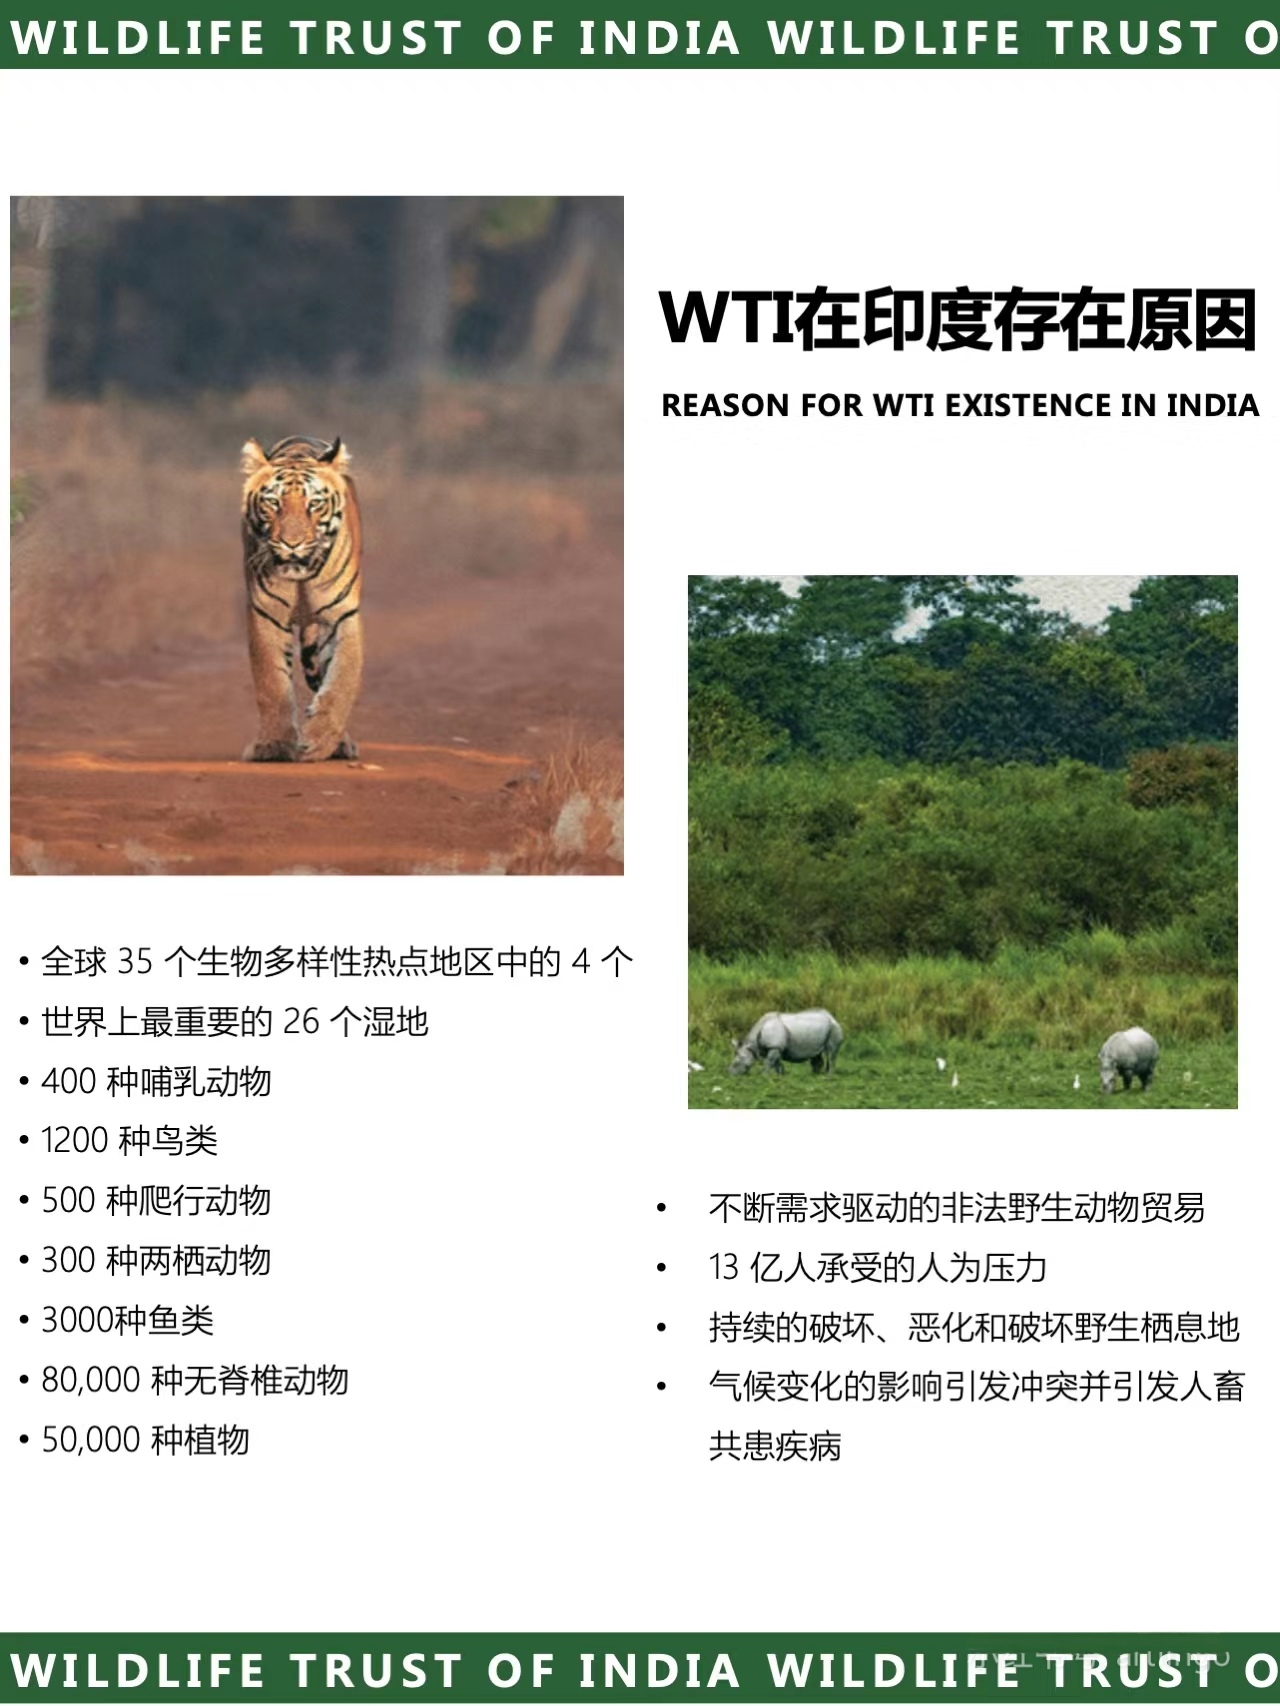 WILDLIFE TRUST OF INDIA WILDLIFE TRUST O
WTI在印度存在原因
REASON FOR WTI EXISTENCE IN INDIA
• 全球 35 个生物多样性热点地区中的 4 个
• 世界上最重要的 26 个湿地
• 400 种哺乳动物
• 1200 种鸟类
• 500 种爬行动物
• 300 种两栖动物
• 3000种鱼类
• 80,000 种无脊椎动物
• 50,000 种植物
• 不断需求驱动的非法野生动物贸易
• 13 亿人承受的人为压力
• 持续的破坏、恶化和破坏野生栖息地
• 气候变化的影响引发冲突并引发人畜
共患疾病
WILDLIFE TRUST OF INDIA WILDLIFE TRUST O